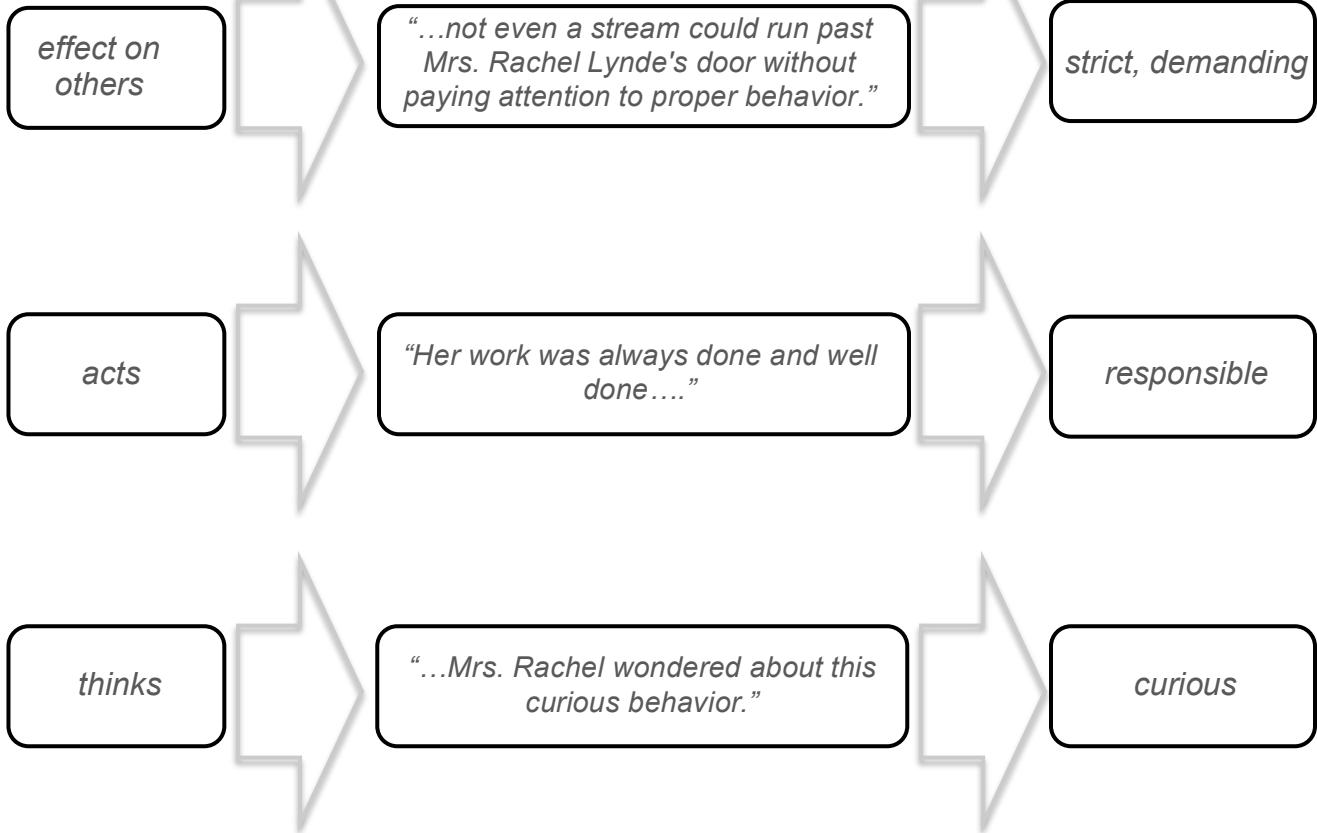 effect on
others
“…not even a stream could run past
Mrs. Rachel Lynde's door without
paying attention to proper behavior.”
strict, demanding
acts
“Her work was always done and well
done….”
responsible
thinks
“…Mrs. Rachel wondered about this
curious behavior.”
curious